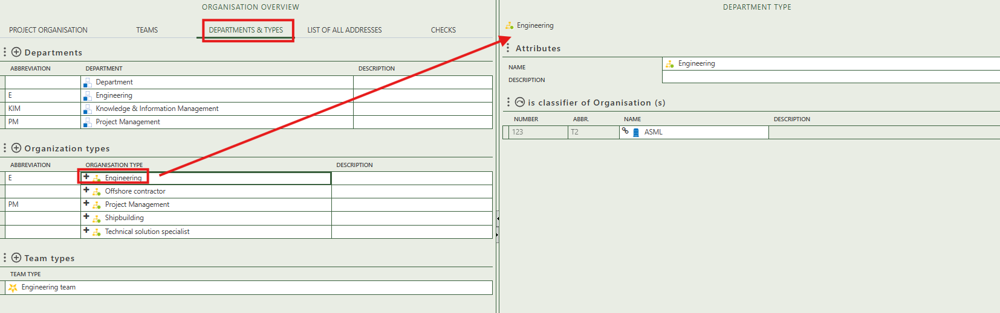 ORGANISATION OVERVIEW
PROJECT ORGANISATION TEAMS DEPARTMENTS & TYPES LIST OF ALL ADDRESSES CHECKS
Departments
ABBREVIATION DEPARTMENT DESCRIPTION
Department
E Engineering
KIM Knowledge & Information Management
PM Project Management
Organization types
ABBREVIATION ORGANISATION TYPE DESCRIPTION
E Engineering
Offshore contractor
PM Project Management
Shipbuilding
Technical solution specialist
Team types
TEAM TYPE
Engineering team
DEPARTMENT TYPE
Engineering
Attributes
NAME Engineering
DESCRIPTION
is classifier of Organisation (s)
NUMBER ABBR. NAME DESCRIPTION
123 T2 ASML